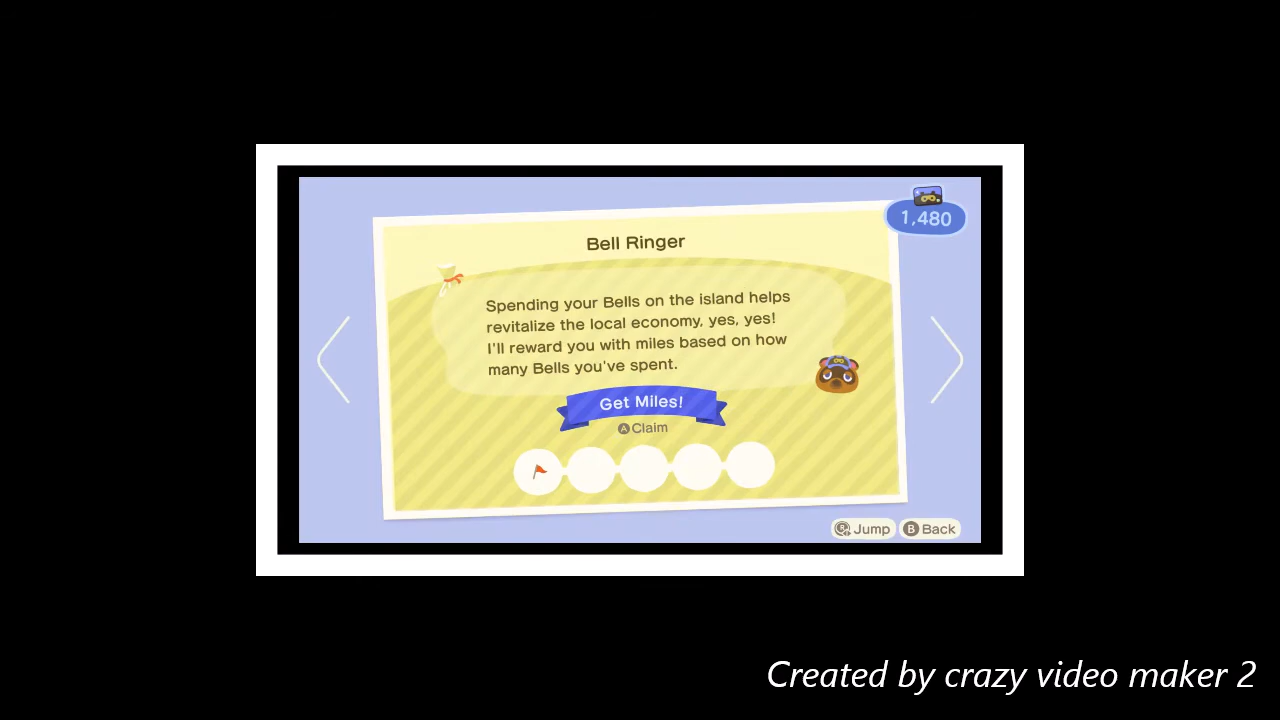 1,480
Bell Ringer
Spending your Bells on the island helps
revitalize the local economy, yes, yes!
I'll reward you with miles based on how
many Bells you've spent.
Get Miles!
A Claim
R Jump B Back
Created by crazy video maker 2